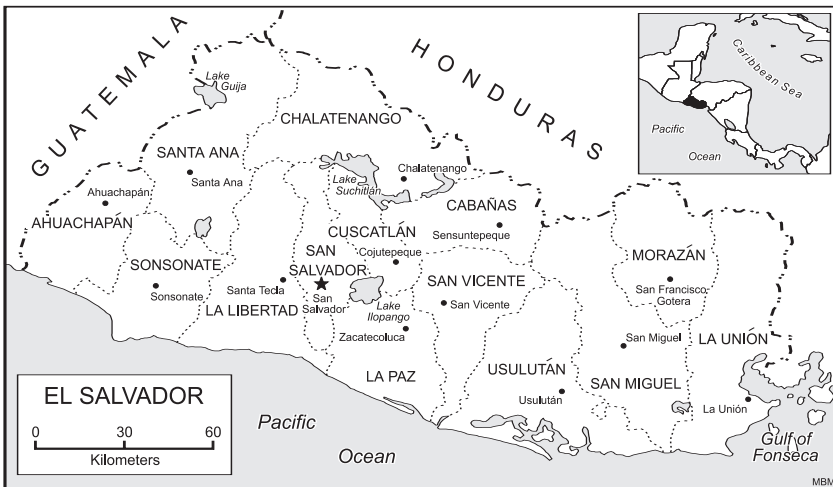 GUATEMALA
HONDURAS
Caribbean Sea
Pacific
Ocean
Lake
Guija
CHALATENANGO
SANTA ANA
Santa Ana
Lake
Suchitlán
Chalatenango
Ahuachapán
AHUACHAPÁN
CABAÑAS
Sensuntepeque
CUSCATLÁN
Cojutepeque
SONSONATE
Sonsonate
SAN
SALVADOR
San
Salvador
Santa Tecla
LA LIBERTAD
Lake
Ilopango
SAN VICENTE
San Vicente
MORAZÁN
San Francisco
Gotera
Zacatecoluca
LA PAZ
San Miguel
LA UNIÓN
USULUTÁN
Usulután
SAN MIGUEL
La Unión
EL SALVADOR
0 30 60
Kilometers
Pacific
Ocean
Gulf of
Fonseca
MBM